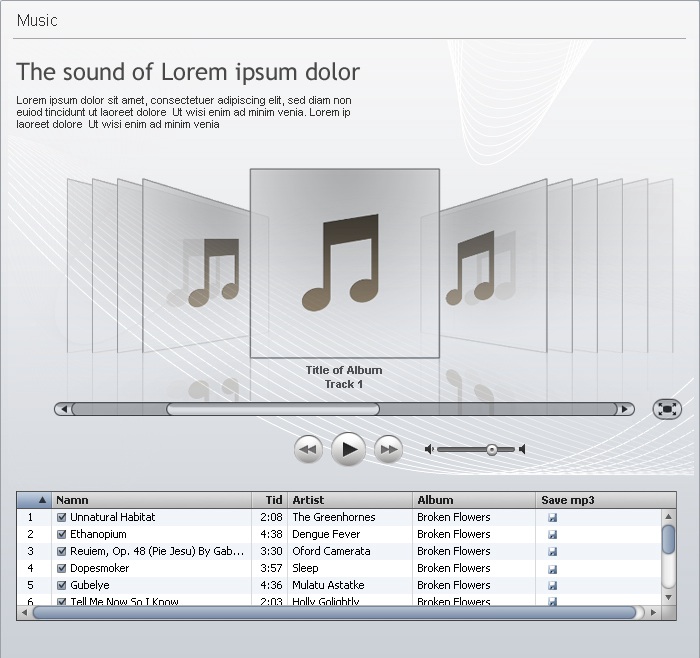 Music
The sound of Lorem ipsum dolor
Lorem ipsum dolor sit amet, consectetuer adipiscing elit, sed diam non
euiod tincidunt ut laoreet dolore Ut wisi enim ad minim venia. Lorem ip
laoreet dolore Ut wisi enim ad minim venia
Title of Album
Track 1
Namn Tid Artist Album Save mp3
1 Unnatural Habitat 2:08 The Greenhornes Broken Flowers
2 Ethanopium 4:38 Dengue Fever Broken Flowers
3 Reuiem, Op. 48 (Pie Jesu) By Gab... 3:30 Oford Camerata Broken Flowers
4 Dopesmoker 3:57 Sleep Broken Flowers
5 Gubelye 4:36 Mulatu Astatke Broken Flowers
6 Tell Me Now So I Know 2:03 Holly Golightly Broken Flowers